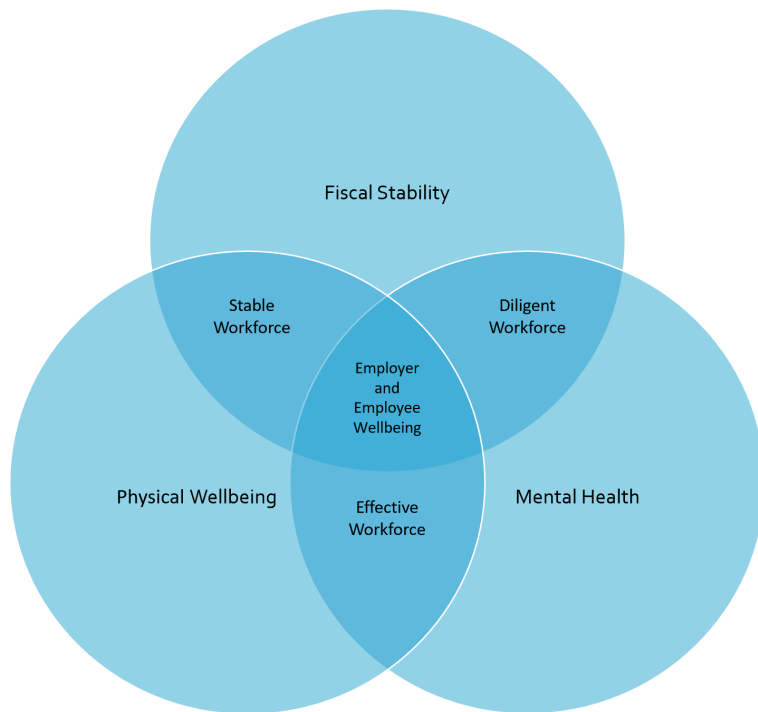 Fiscal Stability
Stable
Workforce
Diligent
Workforce
Employer
and
Employee
Wellbeing
Physical Wellbeing
Mental Health
Effective
Workforce